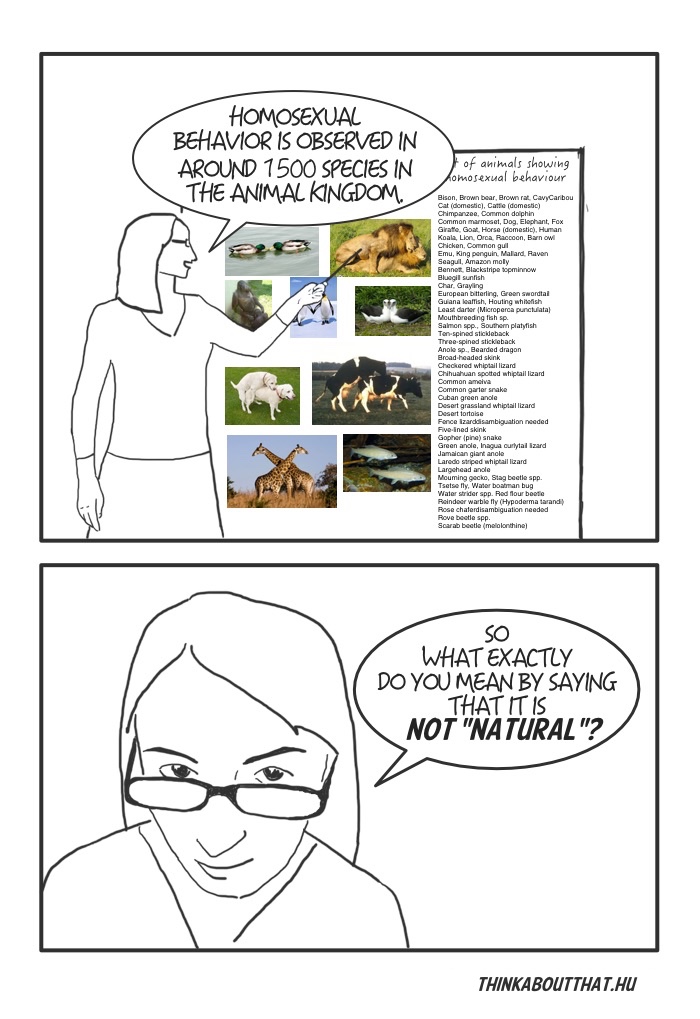 HOMOSEXUAL
BEHAVIOR IS OBSERVED IN
AROUND 1500 SPECIES IN
THE ANIMAL KINGDOM.
of animals showing
homosexual behaviour
Bison, Brown bear, Brown rat, CavyCaribou
Cat (domestic), Cattle (domestic)
Chimpanzee, Common dolphin
Common marmoset, Dog, Elephant, Fox
Giraffe, Goat, Horse (domestic), Human
Koala, Lion, Orca, Raccoon, Barn owl
Chicken, Common gull
Emu, King penguin, Mallard, Raven
Seagull, Amazon molly
Bennett, Blackstripe topminnow
Bluegill sunfish
Char, Grayling
European bitterling, Green swordtail
Guiana leaffish, Houting whitefish
Least darter (Microperca punctulata)
Mouthbreeding fish sp.
Salmon spp., Southern platyfish
Ten-spined stickleback
Three-spined stickleback
Anole sp., Bearded dragon
Broad-headed skink
Checkered whiptail lizard
Chihuahuan spotted whiptail lizard
Common ameiva
Common garter snake
Cuban green anole
Desert grassland whiptail lizard
Desert tortoise
Fence lizarddisambiguation needed
Five-lined skink
Gopher (pine) snake
Green anole, Inagua curlytail lizard
Jamaican giant anole
Laredo striped whiptail lizard
Largehead anole
Mourning gecko, Stag beetle spp.
Tsetse fly, Water boatman bug
Water strider spp. Red flour beetle
Reindeer warble fly (Hypoderma tarandi)
Rose chaferdisambiguation needed
Rove beetle spp.
Scarab beetle (melolonthine)
SO
WHAT EXACTLY
DO YOU MEAN BY SAYING
THAT IT IS
NOT "NATURAL"?
THINKABOUTTHAT.HU